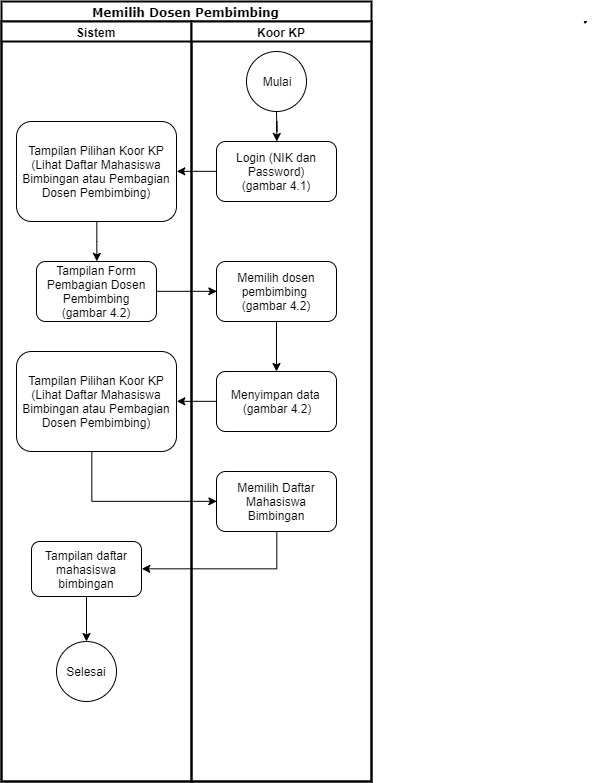 Memilih Dosen Pembimbing
Sistem
Koor KP
Mulai
Login (NIK dan
Password)
(gambar 4.1)
Tampilan Pilihan Koor KP
(Lihat Daftar Mahasiswa
Bimbingan atau Pembagian
Dosen Pembimbing)
Tampilan Form
Pembagian Dosen
Pembimbing
(gambar 4.2)
Memilih dosen
pembimbing
(gambar 4.2)
Menyimpan data
(gambar 4.2)
Tampilan Pilihan Koor KP
(Lihat Daftar Mahasiswa
Bimbingan atau Pembagian
Dosen Pembimbing)
Memilih Daftar
Mahasiswa
Bimbingan
Tampilan daftar
mahasiswa
bimbingan
Selesai